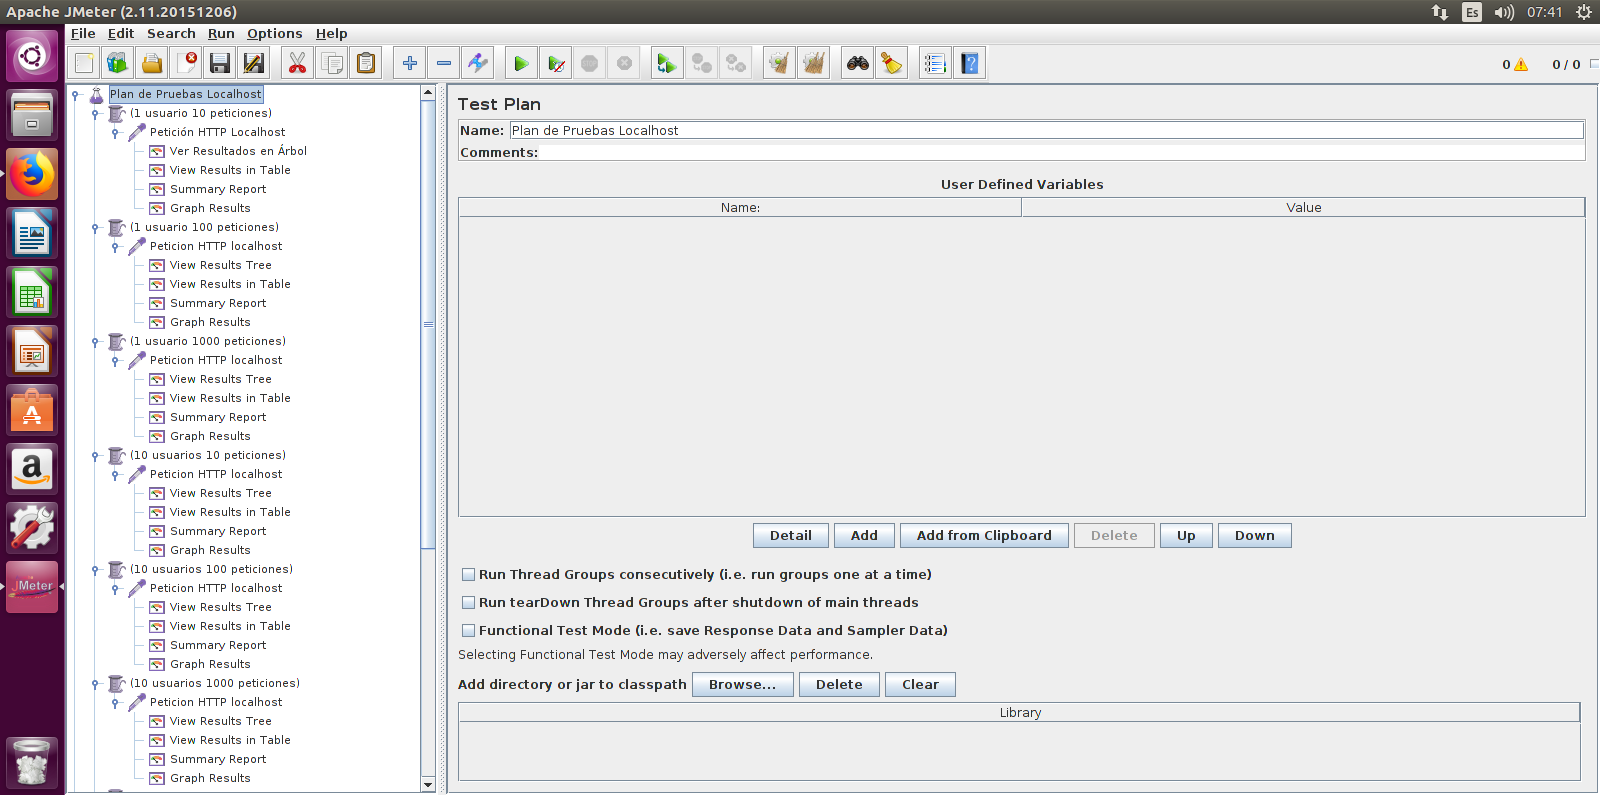 Apache JMeter (2.11.20151206)
Es
07:41
File Edit Search Run Options Help
0
0 / 0
Plan de Pruebas Localhost
(1 usuario 10 peticiones)
Petición HTTP Localhost
Ver Resultados en Árbol
View Results in Table
Summary Report
Graph Results
(1 usuario 100 peticiones)
Peticion HTTP localhost
View Results Tree
View Results in Table
Summary Report
Graph Results
(1 usuario 1000 peticiones)
Peticion HTTP localhost
View Results Tree
View Results in Table
Summary Report
Graph Results
(10 usuarios 10 peticiones)
Peticion HTTP localhost
View Results Tree
View Results in Table
Summary Report
Graph Results
(10 usuarios 100 peticiones)
Peticion HTTP localhost
View Results Tree
View Results in Table
Summary Report
Graph Results
(10 usuarios 1000 peticiones)
Peticion HTTP localhost
View Results Tree
View Results in Table
Summary Report
Graph Results
JMeter
Test Plan
Name: Plan de Pruebas Localhost
Comments:
User Defined Variables
Name: Value
Detail Add Add from Clipboard Delete Up Down
Run Thread Groups consecutively (i.e. run groups one at a time)
Run tearDown Thread Groups after shutdown of main threads
Functional Test Mode (i.e. save Response Data and Sampler Data)
Selecting Functional Test Mode may adversely affect performance.
Add directory or jar to classpath Browse... Delete Clear
Library